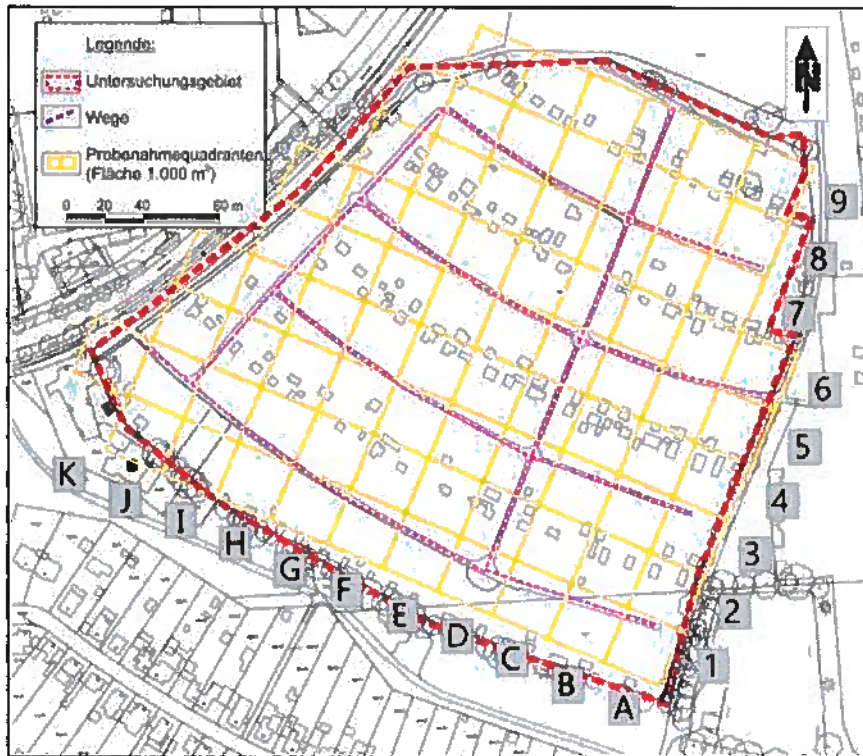 Legende:
Untersuchungsgebiet
Wege
Probenahmequadranten
(Fläche 1.000 m²)
0 20 40 80 m
N
9
8
7
6
5
4
3
2
1
K
J
I
H
G
F
E
D
C
B
A